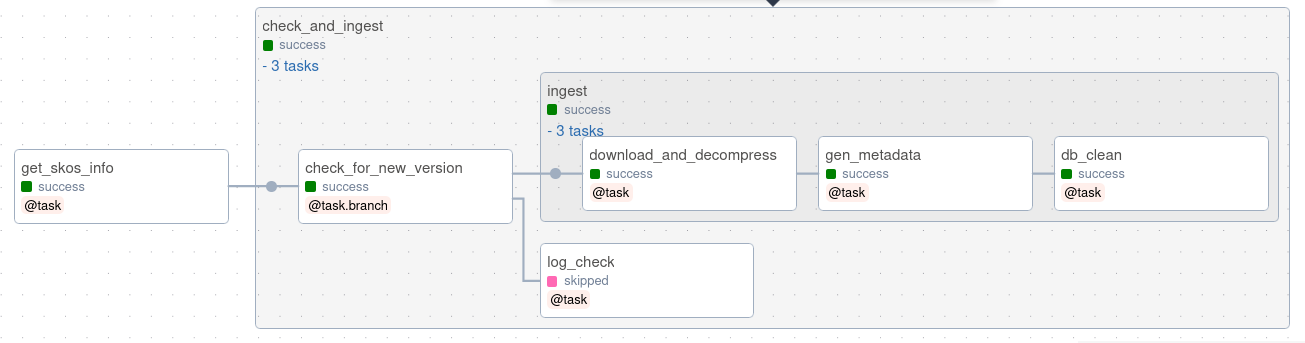 check_and_ingest
success
- 3 tasks
ingest
success
- 3 tasks
get_skos_info
success
@task
check_for_new_version
success
@task.branch
download_and_decompress
success
@task
gen_metadata
success
@task
db_clean
success
@task
log_check
skipped
@task